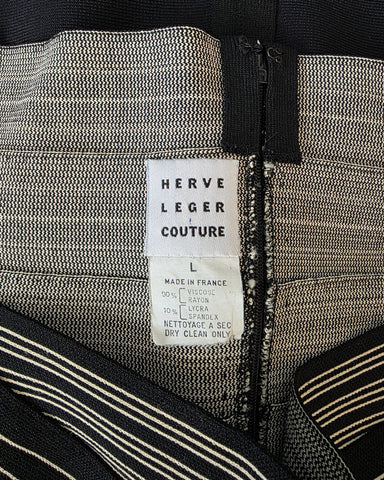 HERVE
LEGER
COUTURE
L
MADE IN FRANCE
90% VISCOSE
RAYON
10% LYCRA
SPANDEX
NETTOYAGE A SEC
DRY CLEAN ONLY